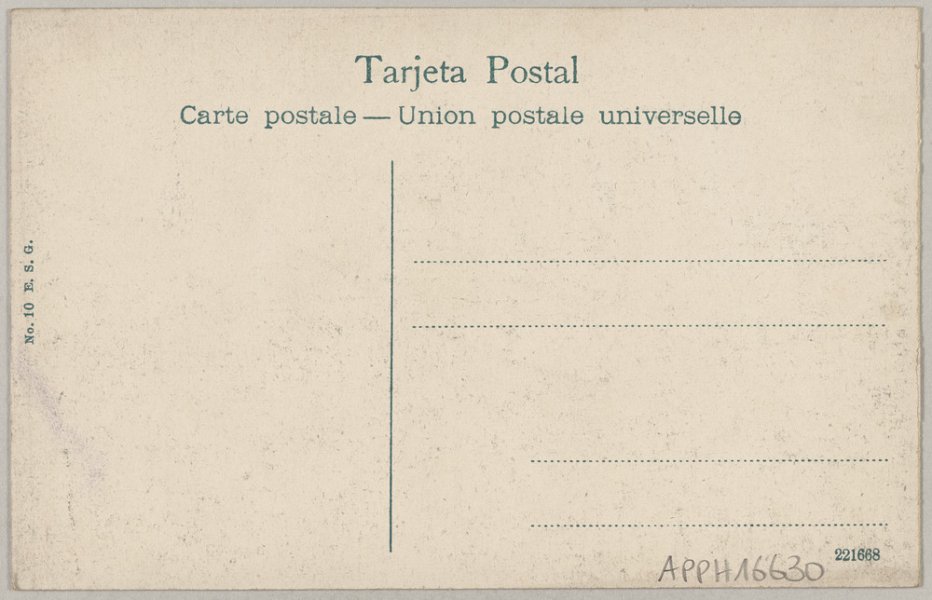 Tarjeta Postal
Carte postale — Union postale universelle
No. 10 E. S. G.
221668
APPH16630